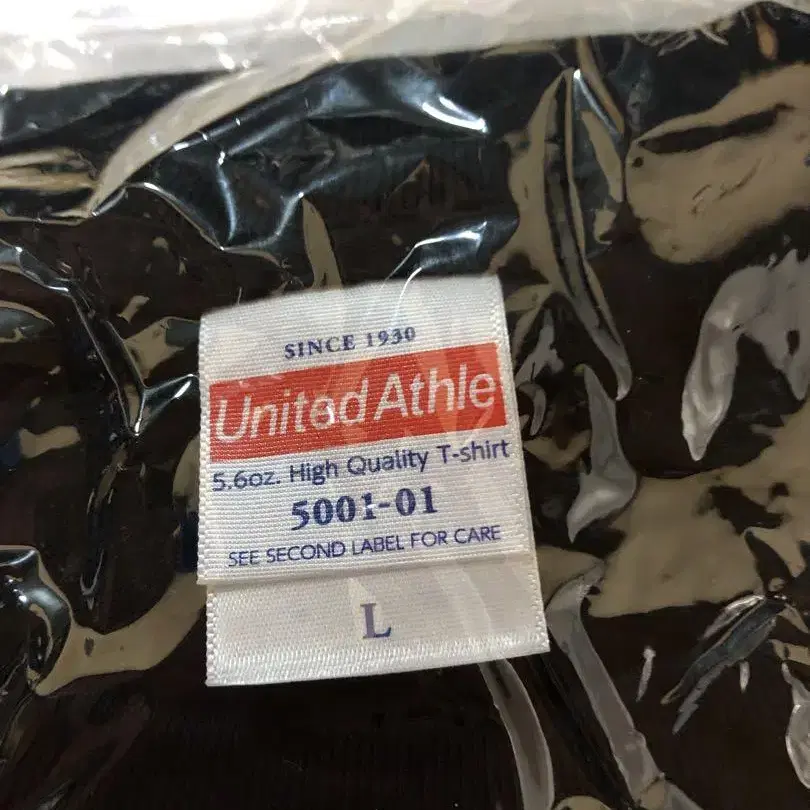 SINCE 1930
United Athle
5.6oz. High Quality T-shirt
5001-01
SEE SECOND LABEL FOR CARE
L